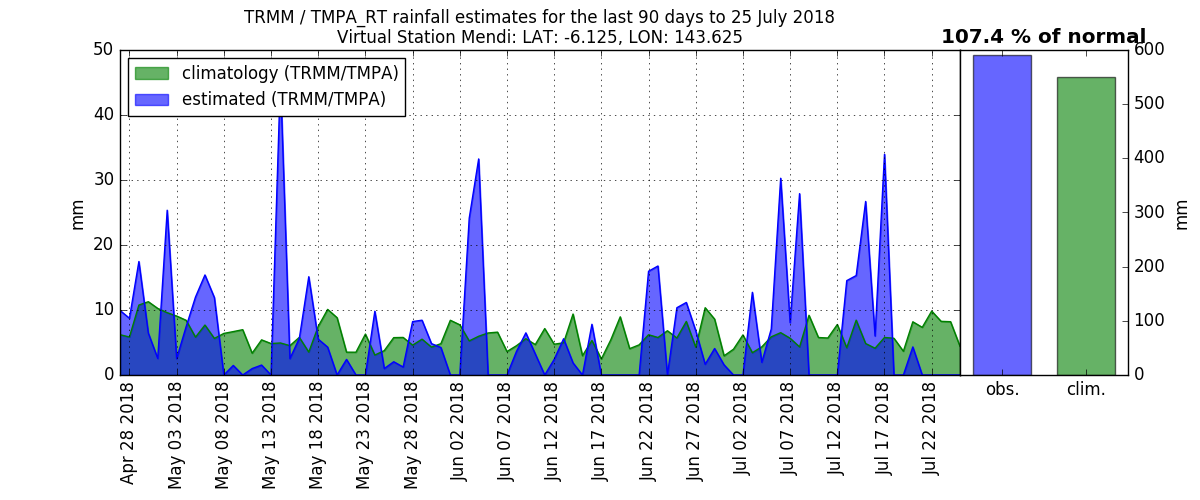 TRMM / TMPA_RT rainfall estimates for the last 90 days to 25 July 2018
Virtual Station Mendi: LAT: -6.125, LON: 143.625
107.4 % of normal
climatology (TRMM/TMPA)
estimated (TRMM/TMPA)
50
40
30
20
10
0
mm
600
500
400
300
200
100
0
mm
Apr 28 2018
May 03 2018
May 08 2018
May 13 2018
May 18 2018
May 23 2018
May 28 2018
Jun 02 2018
Jun 07 2018
Jun 12 2018
Jun 17 2018
Jun 22 2018
Jun 27 2018
Jul 02 2018
Jul 07 2018
Jul 12 2018
Jul 17 2018
Jul 22 2018
obs.
clim.